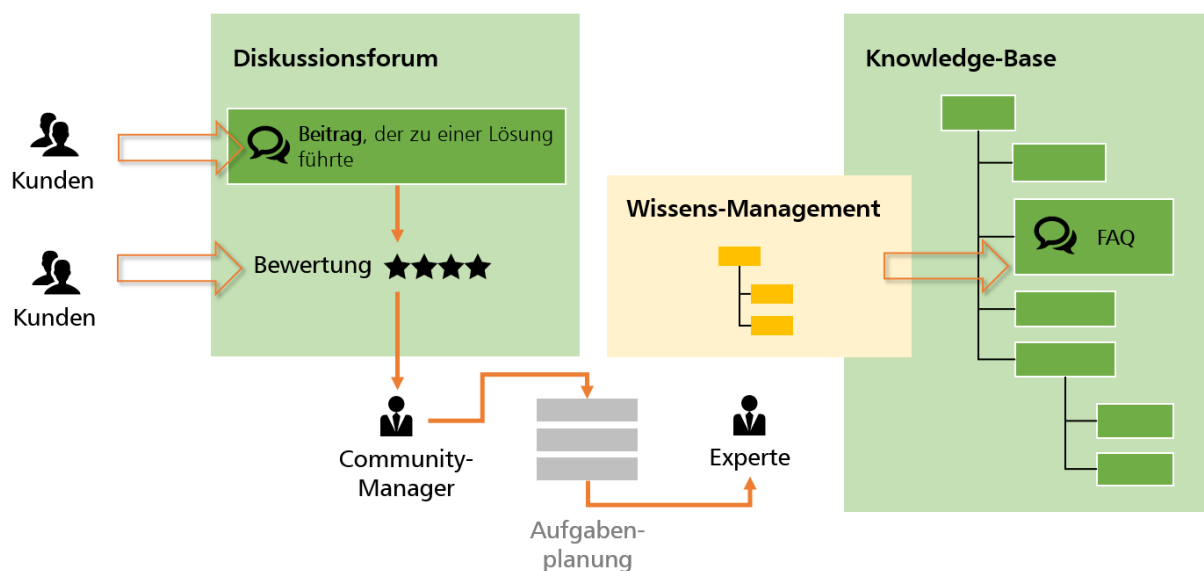 Diskussionsforum
Kunden
Beitrag, der zu einer Lösung
führte
Kunden
Bewertung
Community-
Manager
Aufgaben-
planung
Experte
Wissens-Management
Knowledge-Base
FAQ